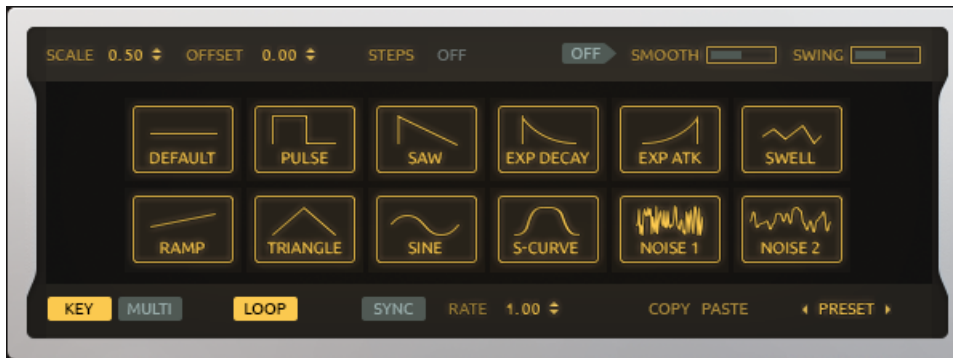 SCALE 0.50 OFFSET 0.00 STEPS OFF OFF SMOOTH SWING
DEFAULT PULSE SAW EXP DECAY EXP ATK SWELL
RAMP TRIANGLE SINE S-CURVE NOISE 1 NOISE 2
KEY MULTI LOOP SYNC RATE 1.00 COPY PASTE PRESET